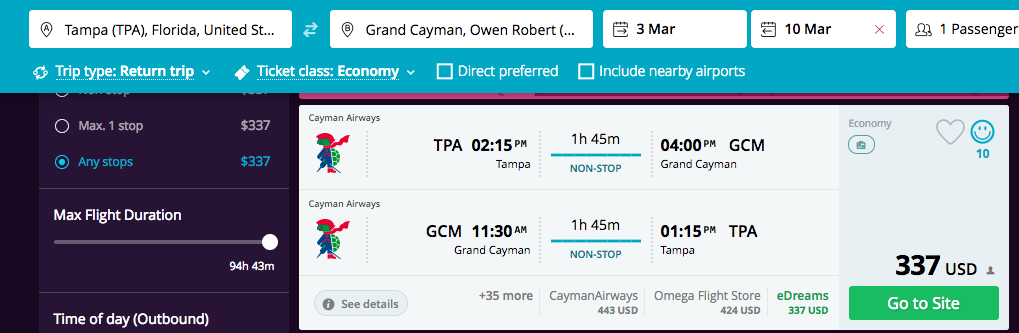 A Tampa (TPA), Florida, United St...
B Grand Cayman, Owen Robert (...
3 Mar
10 Mar
1 Passenger
Trip type: Return trip
Ticket class: Economy
Direct preferred
Include nearby airports
Non stop $337
Max. 1 stop $337
Any stops $337
Max Flight Duration
94h 43m
Time of day (Outbound)
Cayman Airways
TPA 02:15 PM
Tampa
1h 45m
NON-STOP
04:00 PM GCM
Grand Cayman
Cayman Airways
GCM 11:30 AM
Grand Cayman
1h 45m
NON-STOP
01:15 PM TPA
Tampa
See details
+35 more
CaymanAirways
443 USD
Omega Flight Store
424 USD
eDreams
337 USD
Economy
10
337 USD
Go to Site